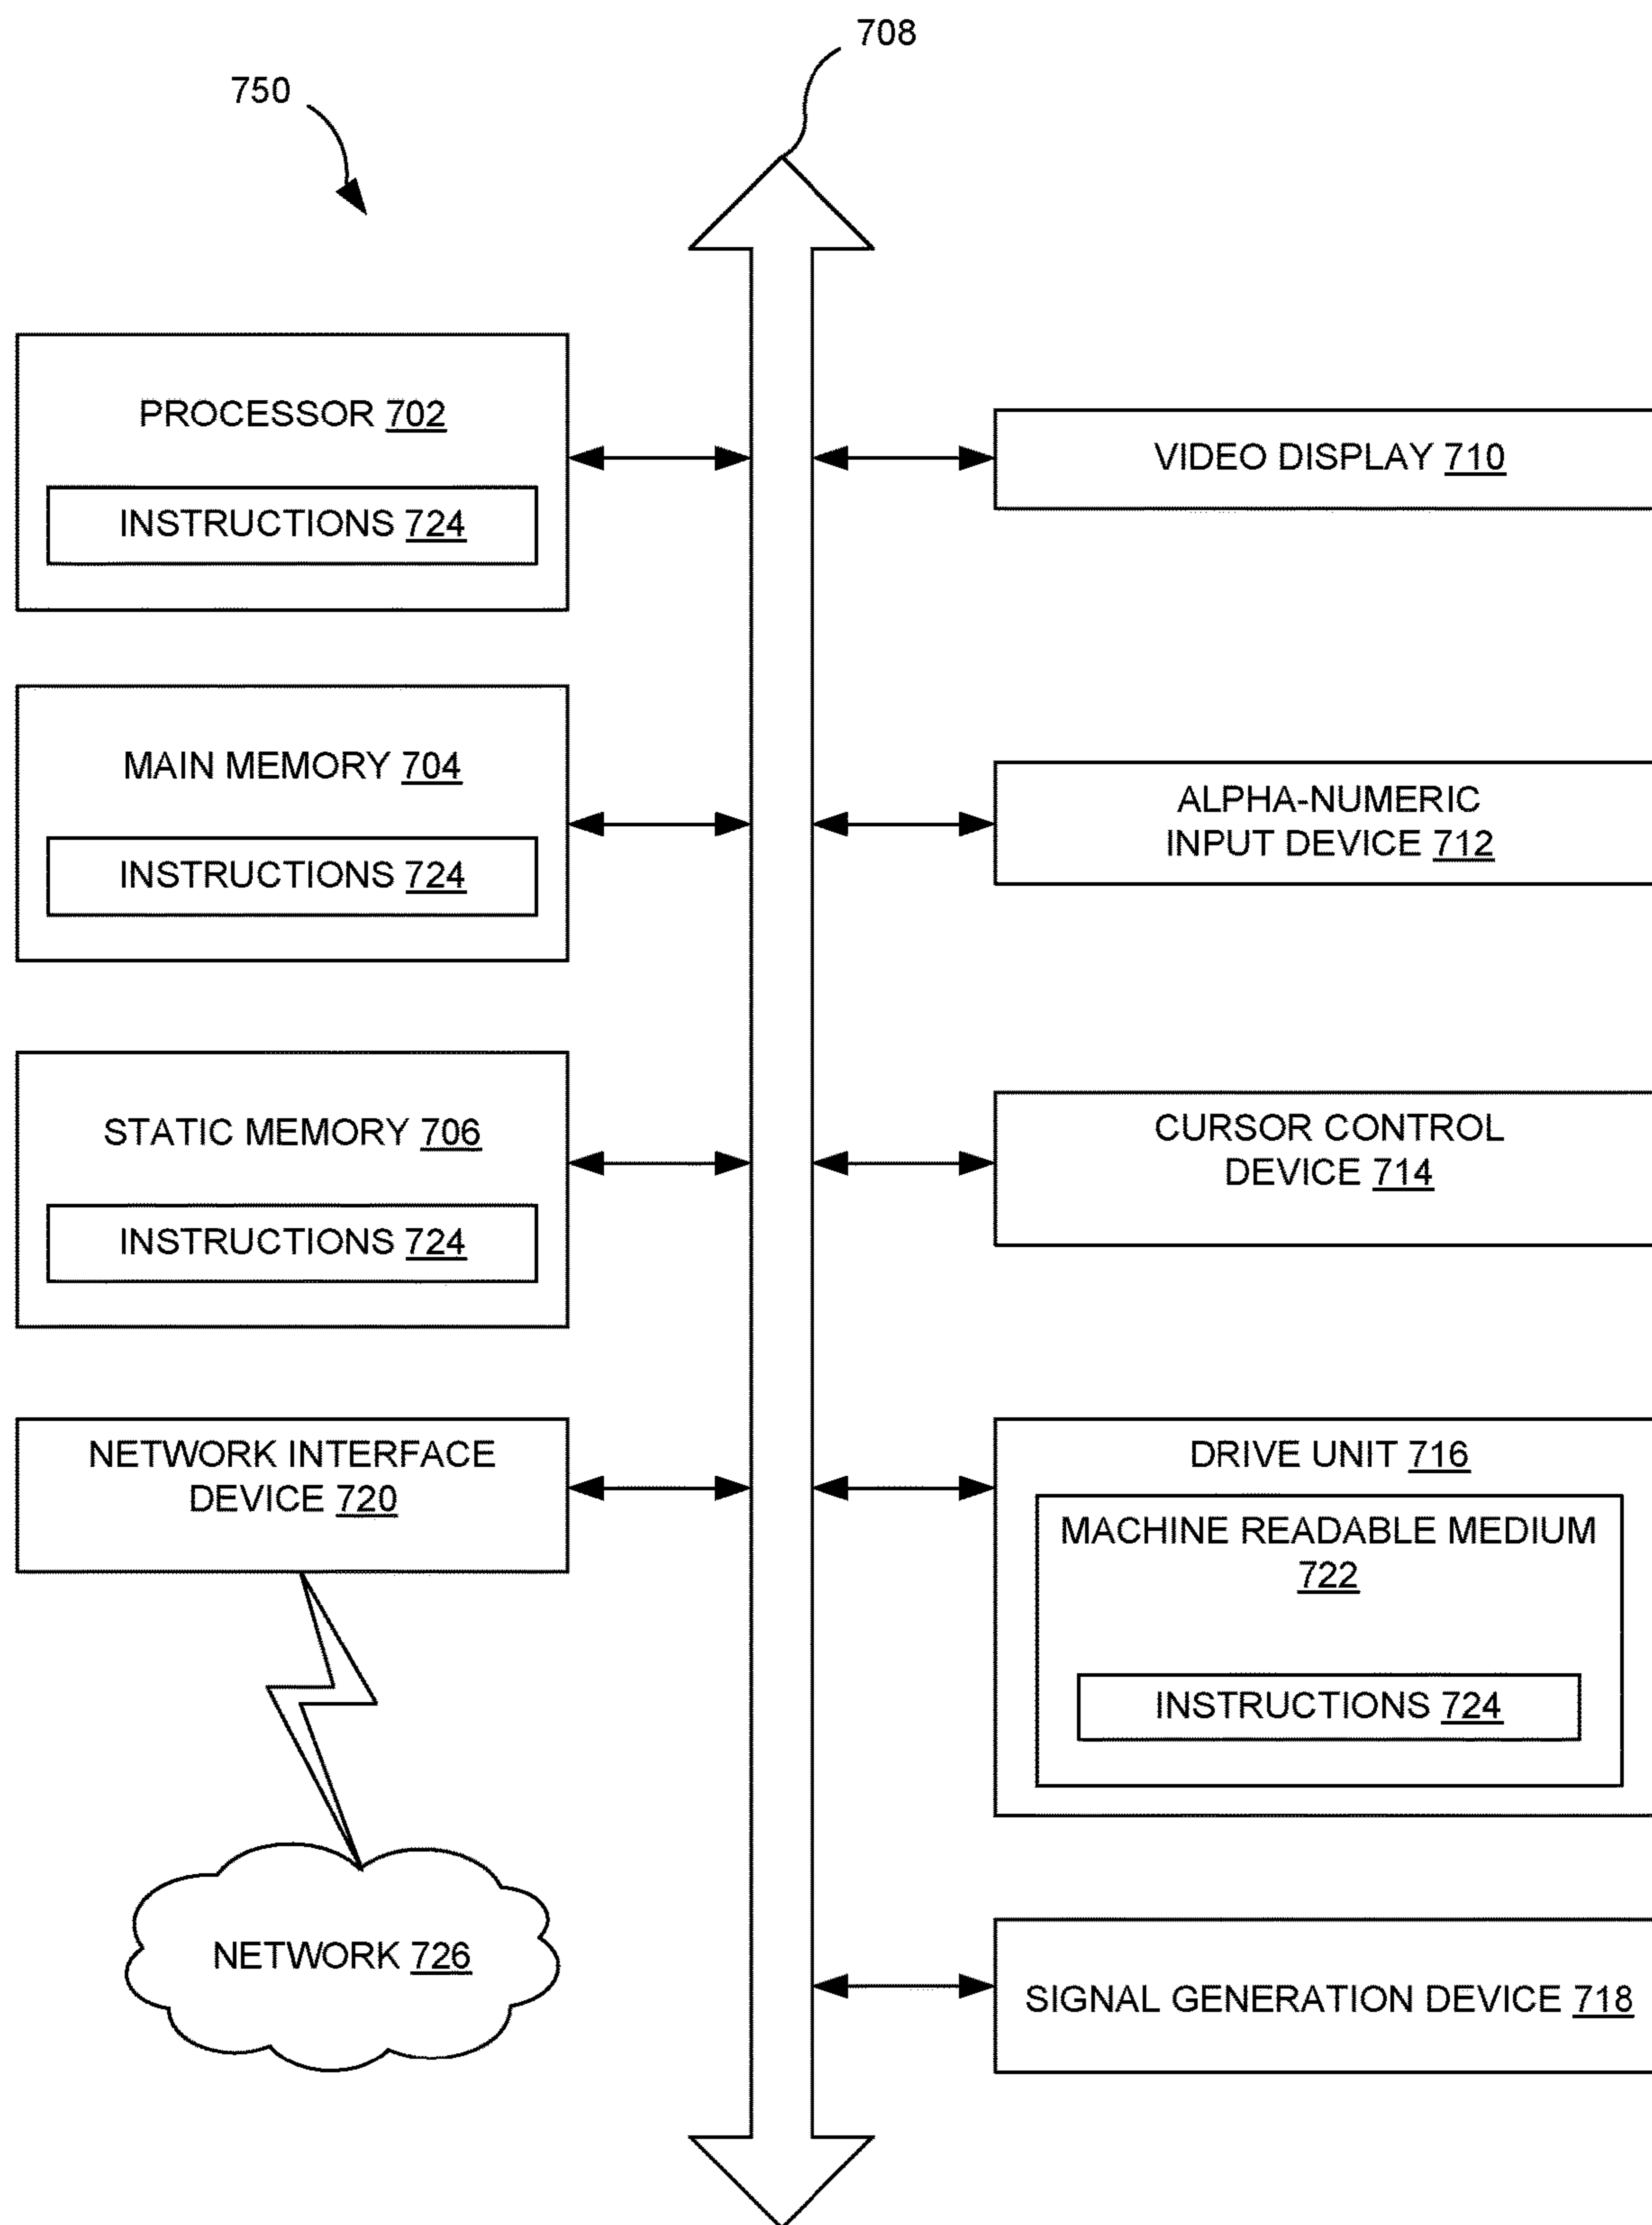 708
750
PROCESSOR 702
INSTRUCTIONS 724
VIDEO DISPLAY 710
MAIN MEMORY 704
INSTRUCTIONS 724
ALPHA-NUMERIC
INPUT DEVICE 712
STATIC MEMORY 706
INSTRUCTIONS 724
CURSOR CONTROL
DEVICE 714
NETWORK INTERFACE
DEVICE 720
DRIVE UNIT 716
MACHINE READABLE MEDIUM
722
INSTRUCTIONS 724
NETWORK 726
SIGNAL GENERATION DEVICE 718